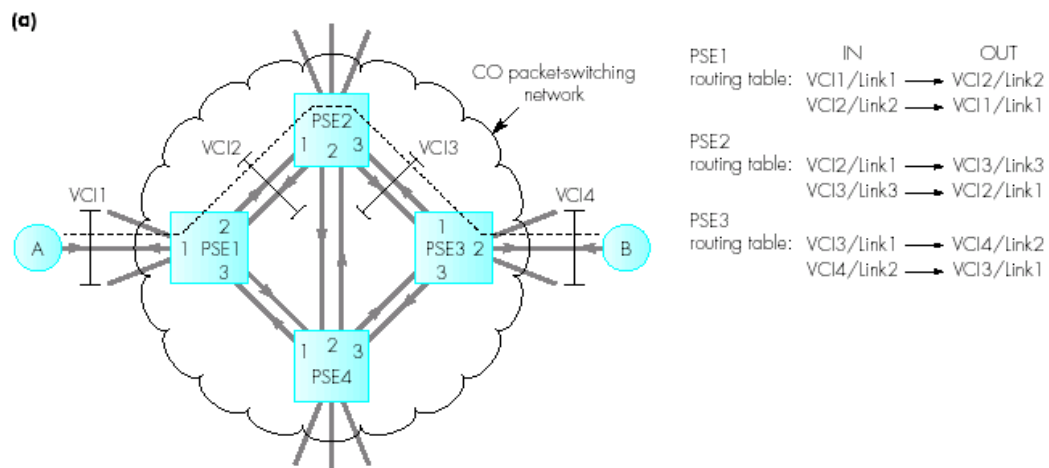 (a)
CO packet-switching
network
PSE2
1 2 3
VCI2
VCI3
VCI1
VCI4
A
2
1 PSE1
3
1
PSE3 2
3
B
2
1 3
PSE4
PSE1 IN OUT
routing table: VCI1/Link1 VCI2/Link2
VCI2/Link2 VCI1/Link1
PSE2
routing table: VCI2/Link1 VCI3/Link3
VCI3/Link3 VCI2/Link1
PSE3
routing table: VCI3/Link1 VCI4/Link2
VCI4/Link2 VCI3/Link1